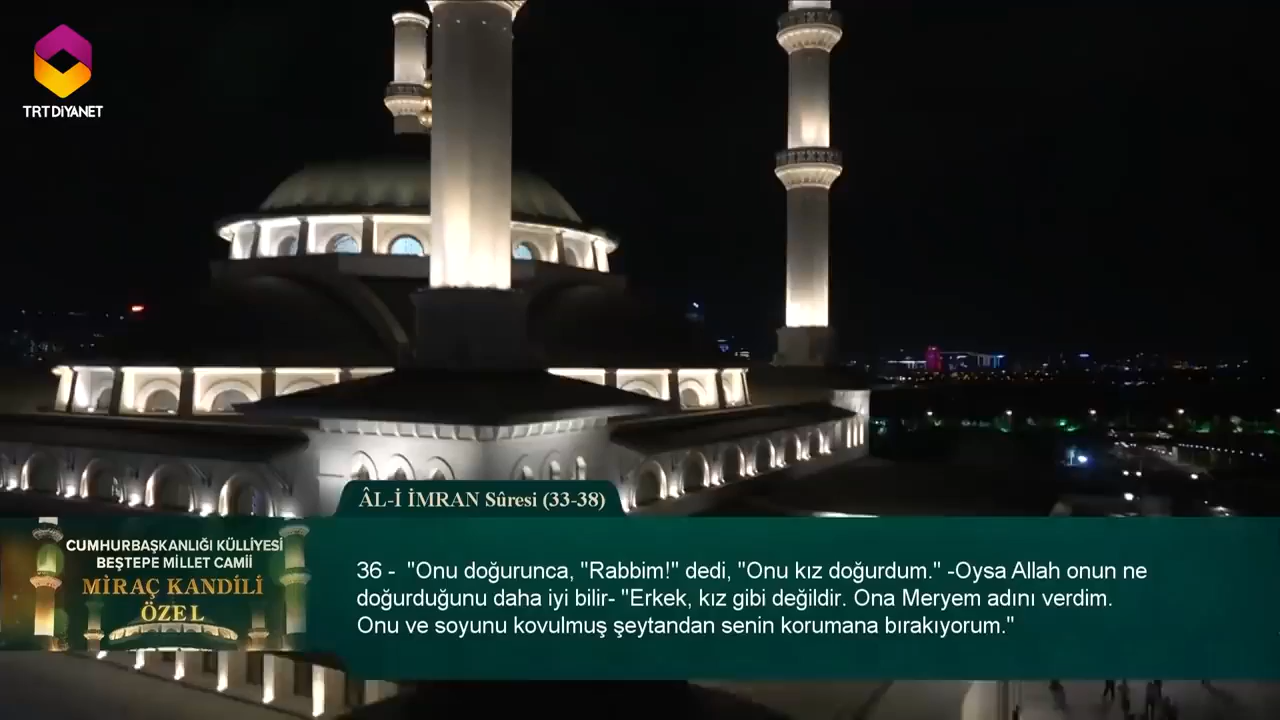 TRT DİYANET
ÂL-İ İMRAN Sûresi (33-38)
CUMHURBAŞKANLIĞI KÜLLİYESİ
BEŞTEPE MİLLET CAMİİ
MİRAÇ KANDİLİ
ÖZEL
36 - "Onu doğurunca, "Rabbim!" dedi, "Onu kız doğurdum." -Oysa Allah onun ne
doğurduğunu daha iyi bilir- "Erkek, kız gibi değildir. Ona Meryem adını verdim.
Onu ve soyunu kovulmuş şeytandan senin korumana bırakıyorum."